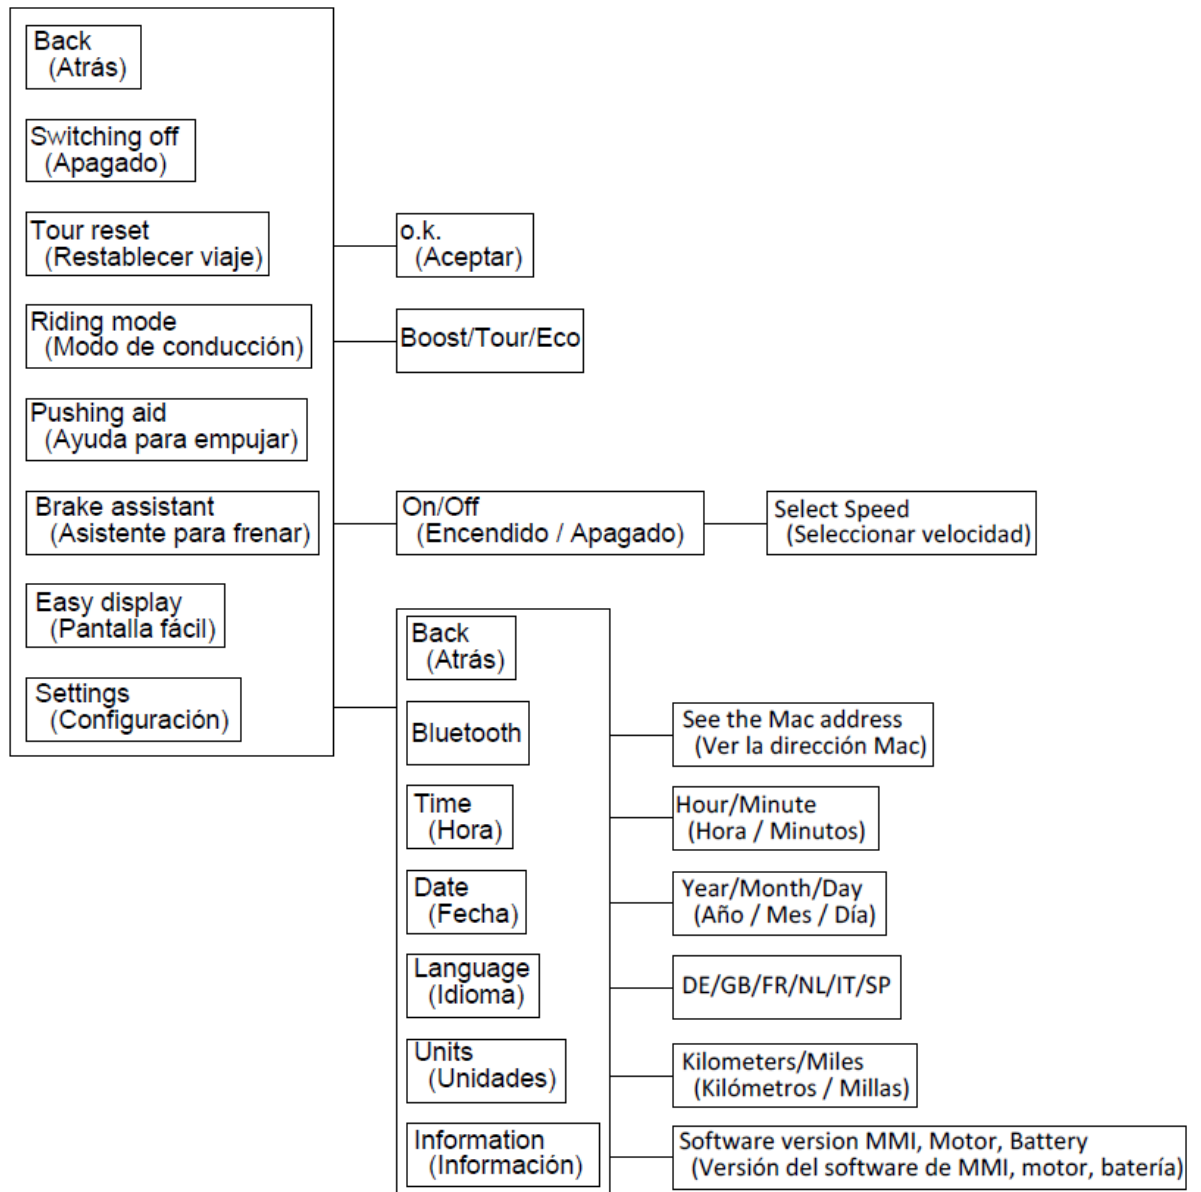 Back
(Atrás)
Switching off
(Apagado)
Tour reset
(Restablecer viaje)
o.k.
(Aceptar)
Riding mode
(Modo de conducción)
Boost/Tour/Eco
Pushing aid
(Ayuda para empujar)
Brake assistant
(Asistente para frenar)
On/Off
(Encendido / Apagado)
Select Speed
(Seleccionar velocidad)
Easy display
(Pantalla fácil)
Settings
(Configuración)
Back
(Atrás)
Bluetooth
See the Mac address
(Ver la dirección Mac)
Time
(Hora)
Hour/Minute
(Hora / Minutos)
Date
(Fecha)
Year/Month/Day
(Año / Mes / Día)
Language
(Idioma)
DE/GB/FR/NL/IT/SP
Units
(Unidades)
Kilometers/Miles
(Kilómetros / Millas)
Information
(Información)
Software version MMI, Motor, Battery
(Versión del software de MMI, motor, batería)